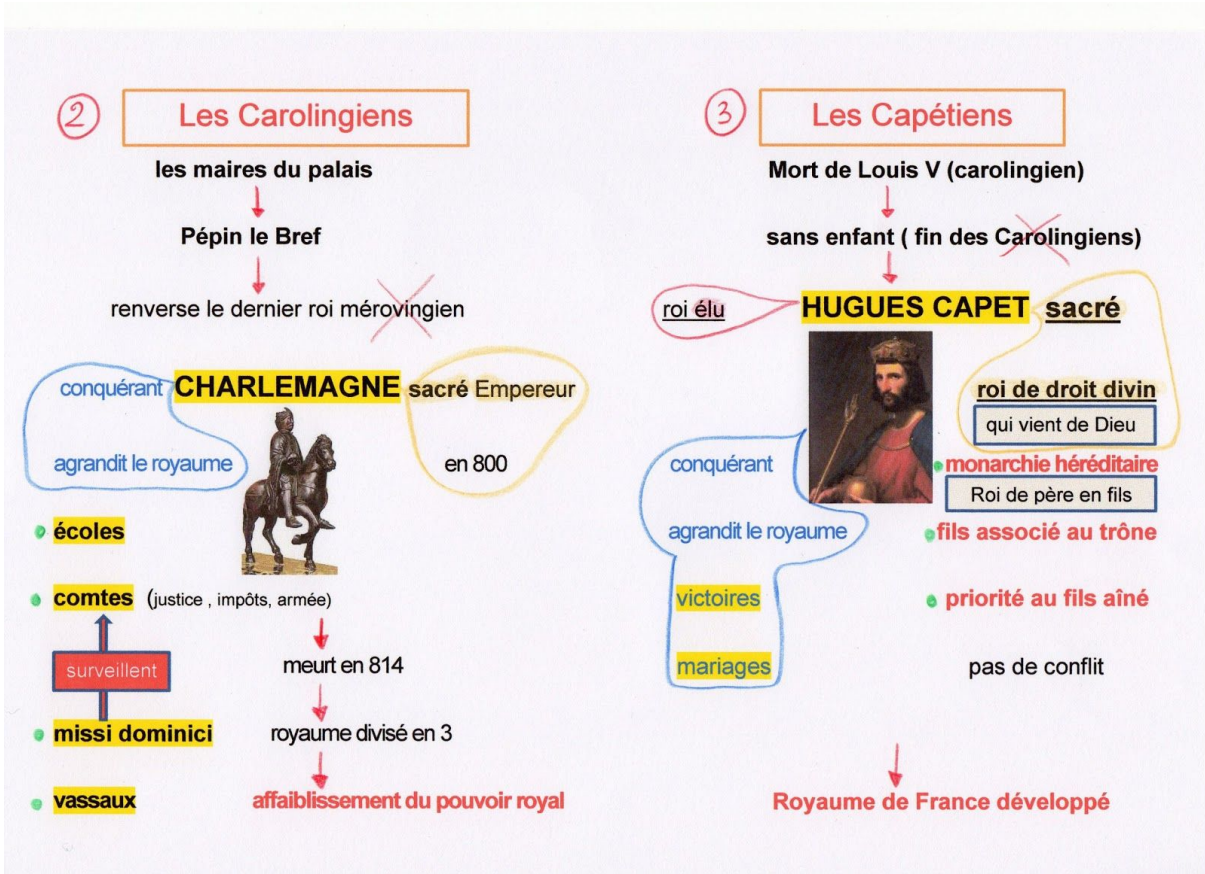 2
Les Carolingiens
les maires du palais
Pépin le Bref
renverse le dernier roi mérovingien
conquérant CHARLEMAGNE sacré Empereur
agrandit le royaume
en 800
écoles
comtes (justice , impôts, armée)
surveillent
meurt en 814
missi dominici
royaume divisé en 3
vassaux
affaiblissement du pouvoir royal
3
Les Capétiens
Mort de Louis V (carolingien)
sans enfant ( fin des Carolingiens)
roi élu HUGUES CAPET sacré
roi de droit divin
qui vient de Dieu
conquérant
monarchie héréditaire
Roi de père en fils
agrandit le royaume
fils associé au trône
victoires
priorité au fils aîné
mariages
pas de conflit
Royaume de France développé